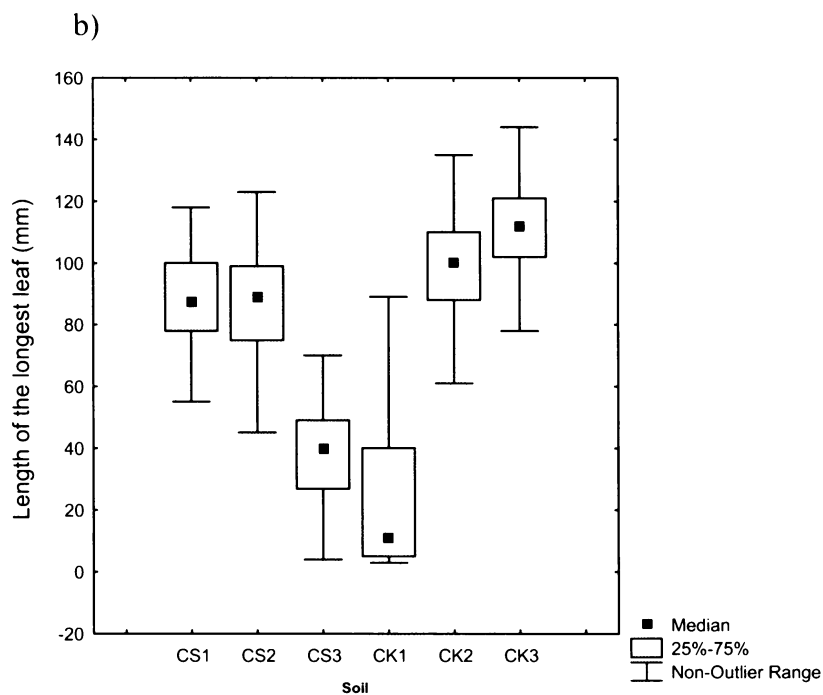 b)
160
140
120
100
80
60
40
20
0
-20
Length of the longest leaf (mm)
CS1 CS2 CS3 CK1 CK2 CK3
Soil
Median
25%-75%
Non-Outlier Range